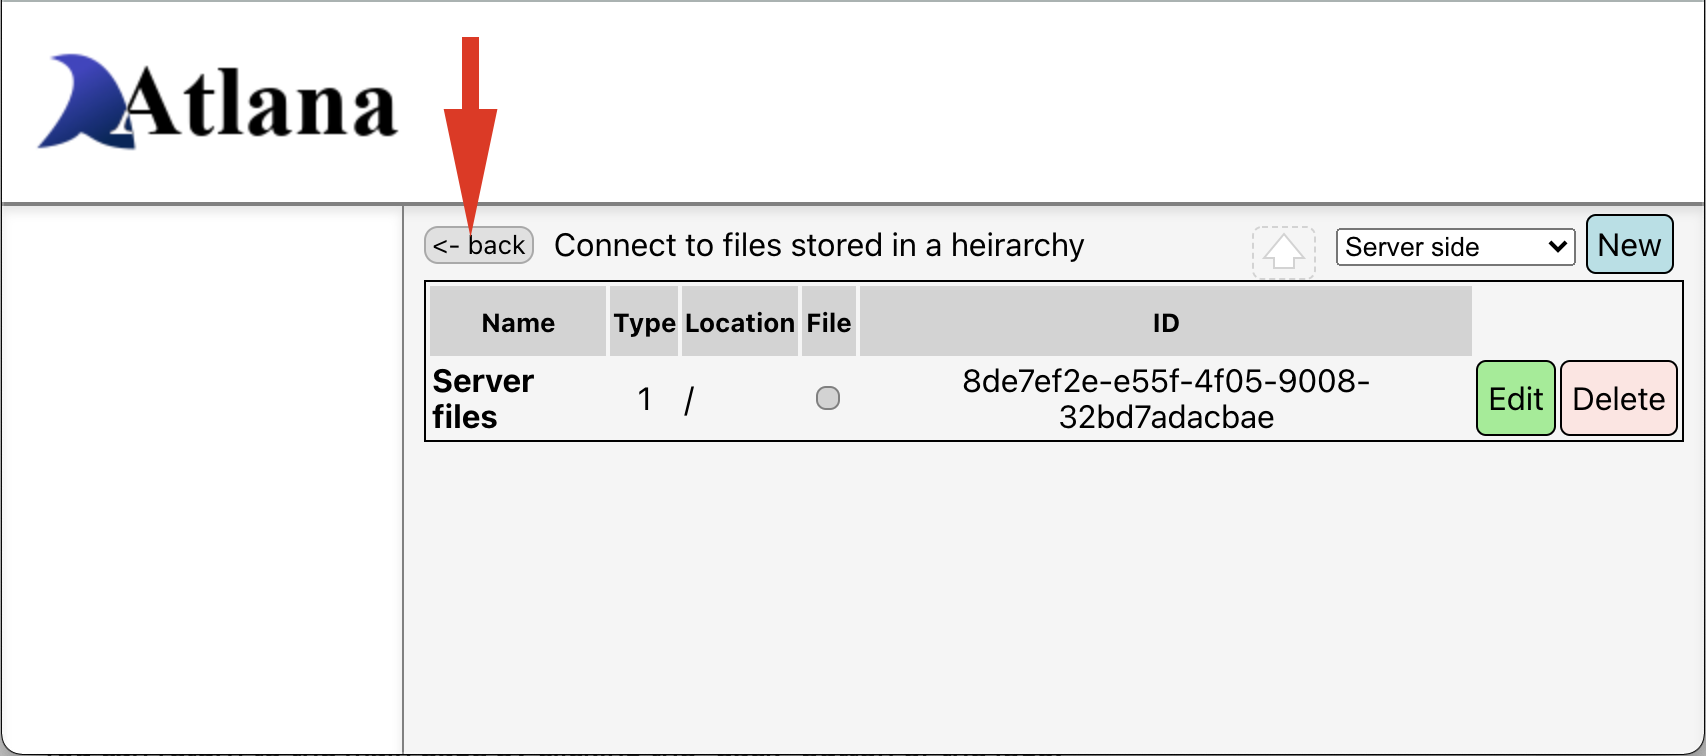 Atlana
<- back Connect to files stored in a heirarchy Server side New
Name Type Location File ID
Server files 1 / 8de7ef2e-e55f-4f05-9008-32bd7adacbae Edit Delete